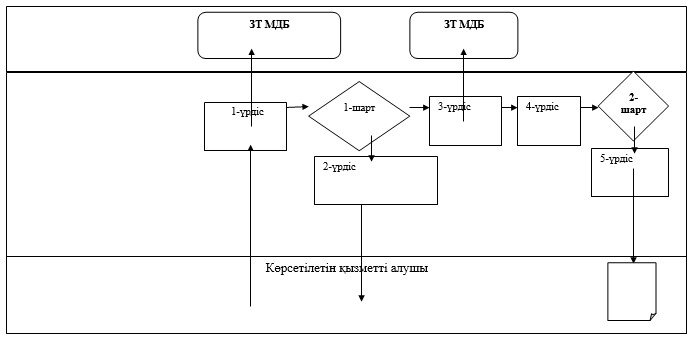 ЗТ МДБ
ЗТ МДБ
1-үрдіс
1-шарт
3-үрдіс
4-үрдіс
2-
шарт
2-үрдіс
5-үрдіс
Көрсетілетін қызметті алушы